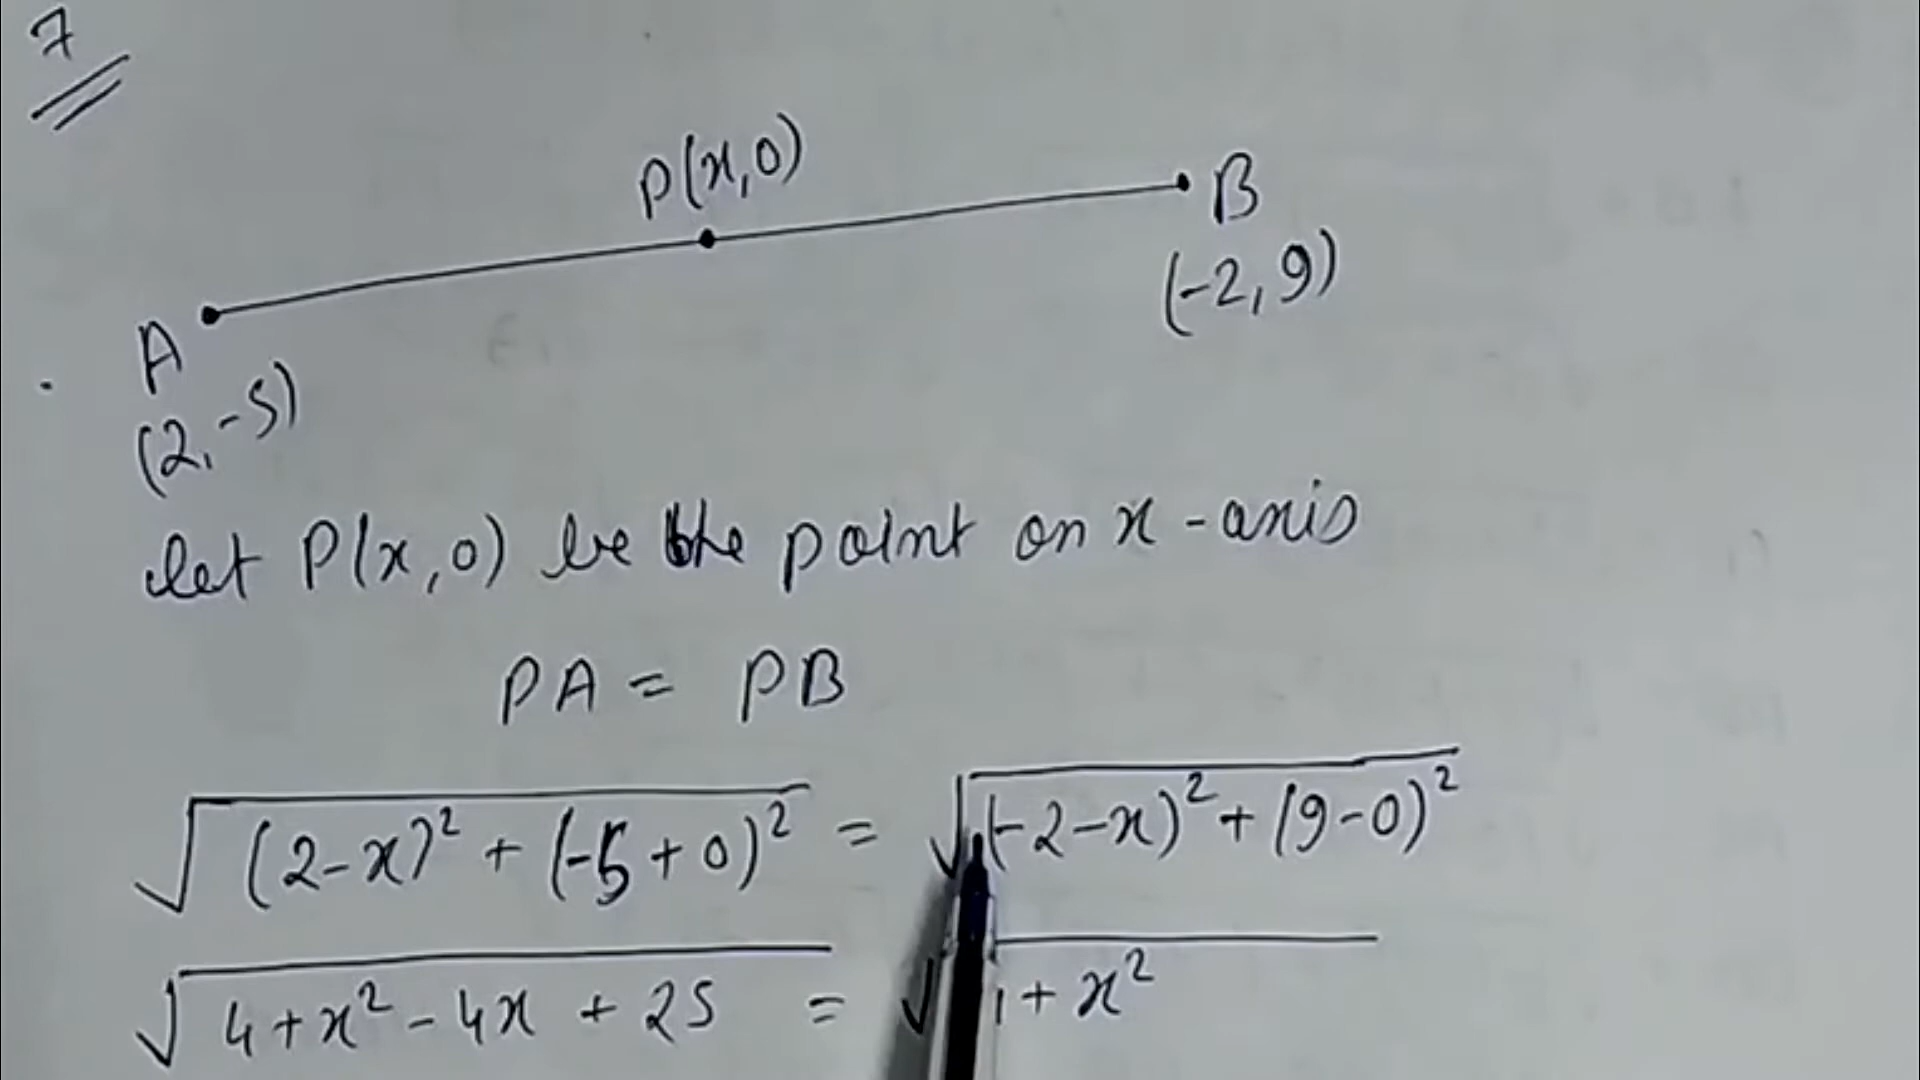 7
P(x,0)
B
(-2,9)
A
(2,-5)
let P(x,0) be the point on x-axis
PA = PB
√(2-x)² + (-5+0)² = √(-2-x)² + (9-0)²
√4+x²-4x + 25 = √ + x²